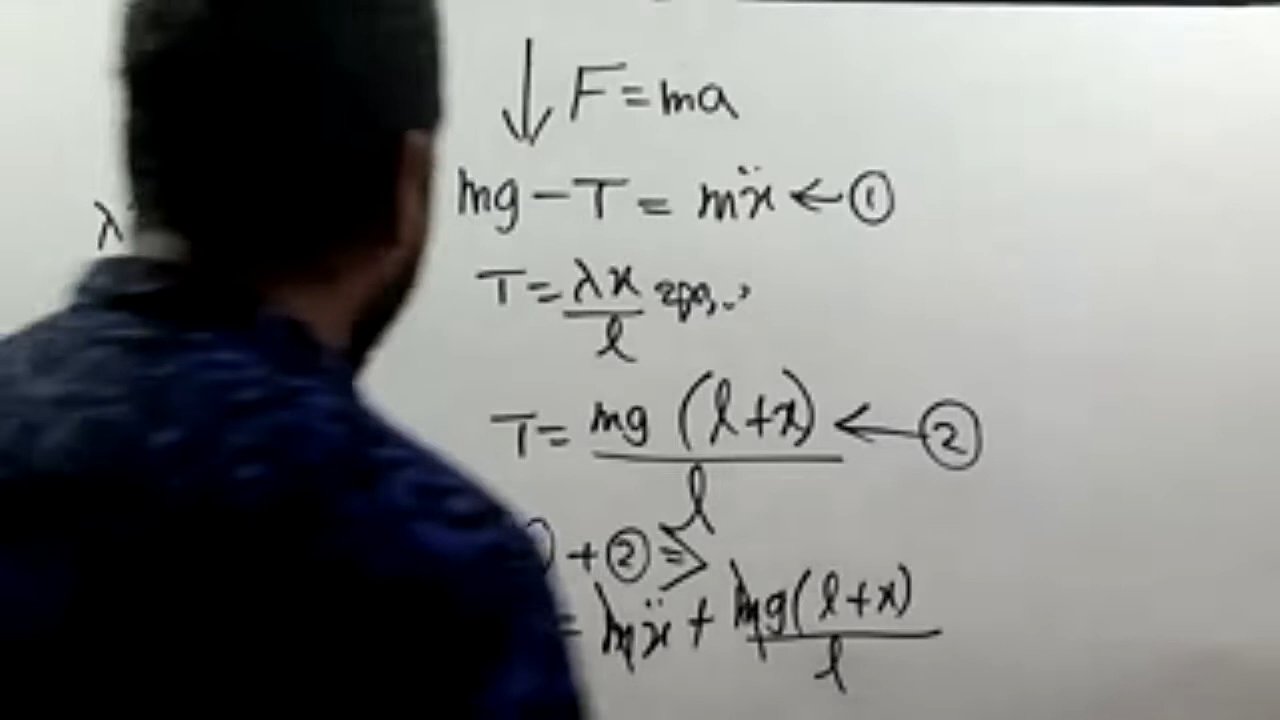 ↓ F = ma
λ
mg − T = mẍ ← ①
T = λx/l
T = mg (l+x)/l ← ②
+ ② ⇒
= mẍ + mg(l+x)/l